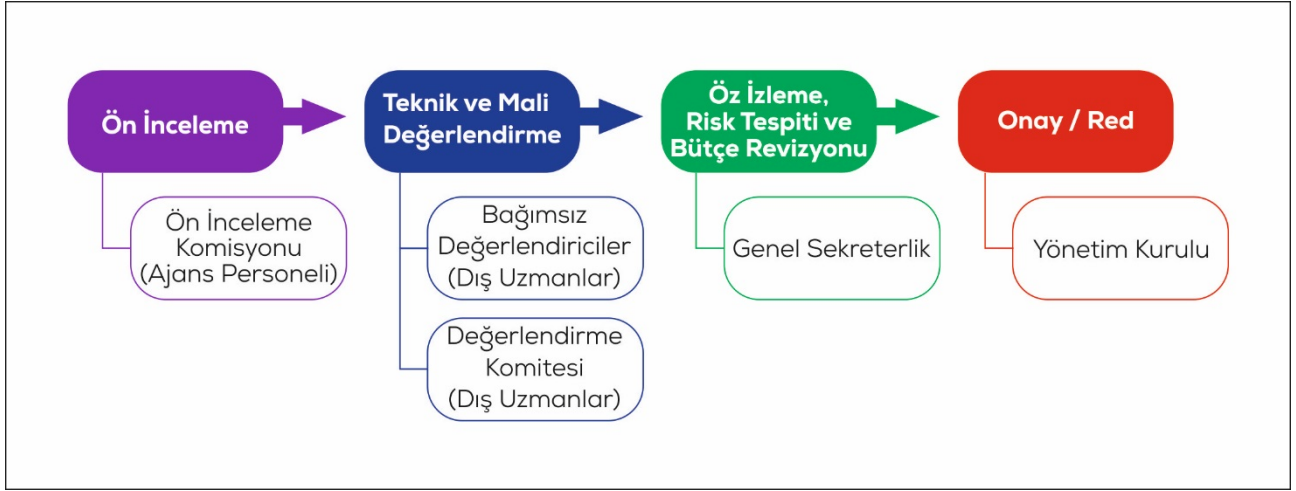 Ön İnceleme
Teknik ve Mali
Değerlendirme
Öz İzleme,
Risk Tespiti ve
Bütçe Revizyonu
Onay / Red
Ön İnceleme
Komisyonu
(Ajans Personeli)
Bağımsız
Değerlendiriciler
(Dış Uzmanlar)
Değerlendirme
Komitesi
(Dış Uzmanlar)
Genel Sekreterlik
Yönetim Kurulu